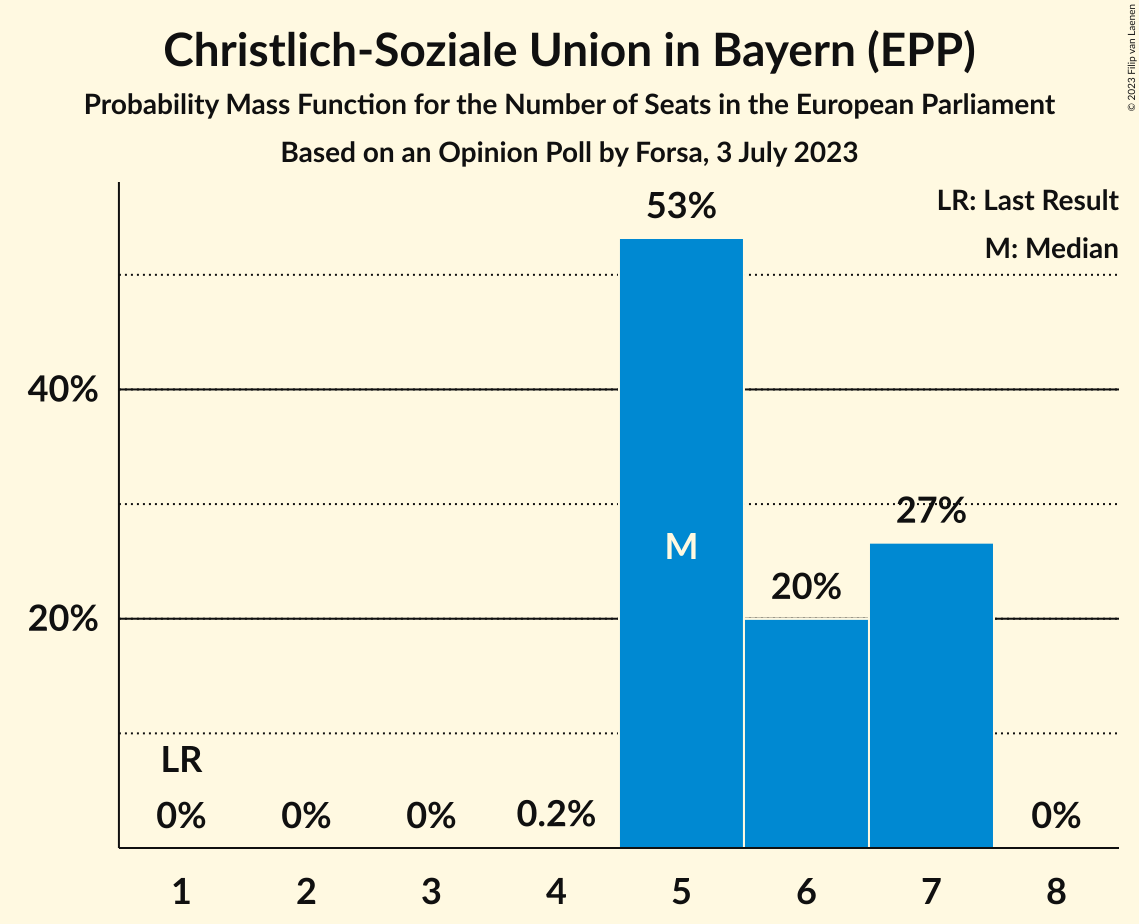 Christlich-Soziale Union in Bayern (EPP)
Probability Mass Function for the Number of Seats in the European Parliament
Based on an Opinion Poll by Forsa, 3 July 2023
© 2023 Filip van Laenen
LR: Last Result
M: Median
53%
40%
27%
M
20%
20%
LR
0%
0%
0%
0.2%
0%
1
2
3
4
5
6
7
8